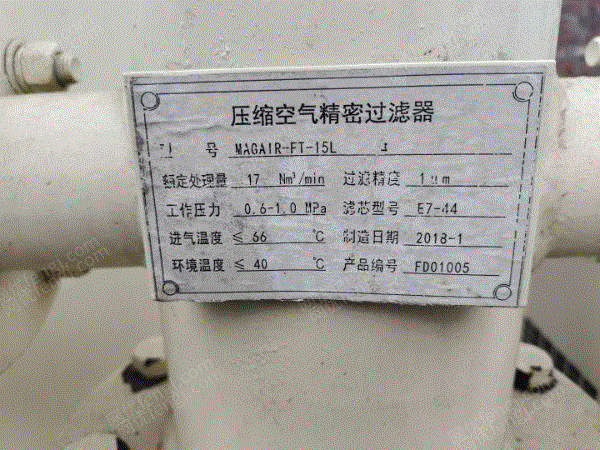 压缩空气精密过滤器
型 号 MAGAIR-FT-15L
额定处理量 17 Nm³/min 过滤精度 1μm
工作压力 0.6-1.0 MPa 滤芯型号 E7-44
进气温度 ≤ 66 ℃ 制造日期 2018-1
环境温度 ≤ 40 ℃ 产品编号 FD01005